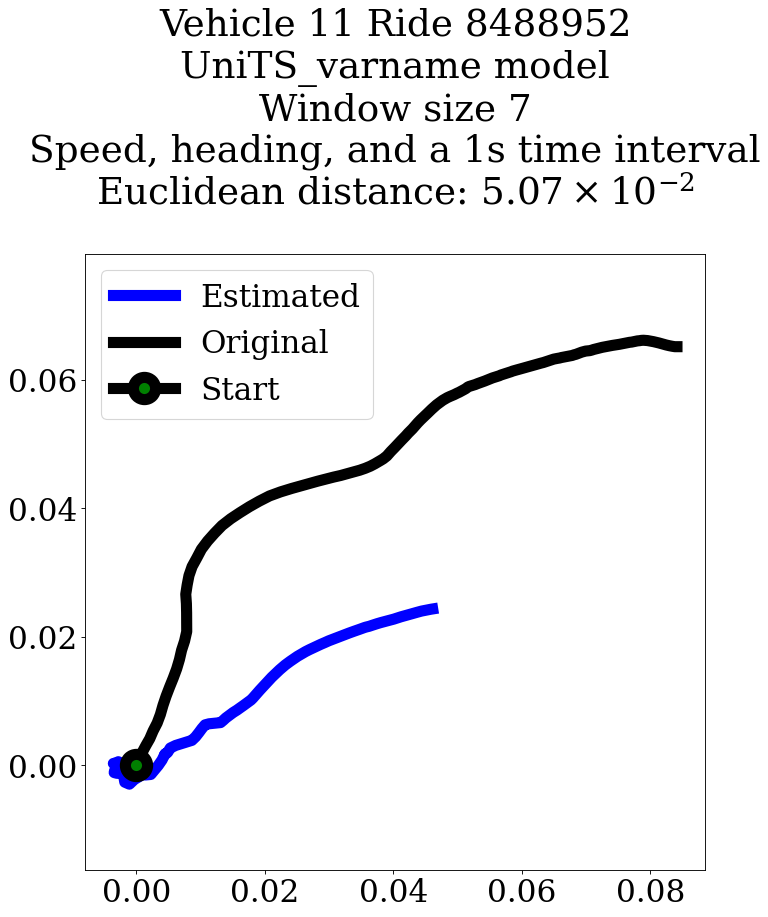 Vehicle 11 Ride 8488952
UniTS_varname model
Window size 7
Speed, heading, and a 1s time interval
Euclidean distance: 5.07 × 10⁻²
Estimated
Original
Start
0.06
0.04
0.02
0.00
0.00 0.02 0.04 0.06 0.08